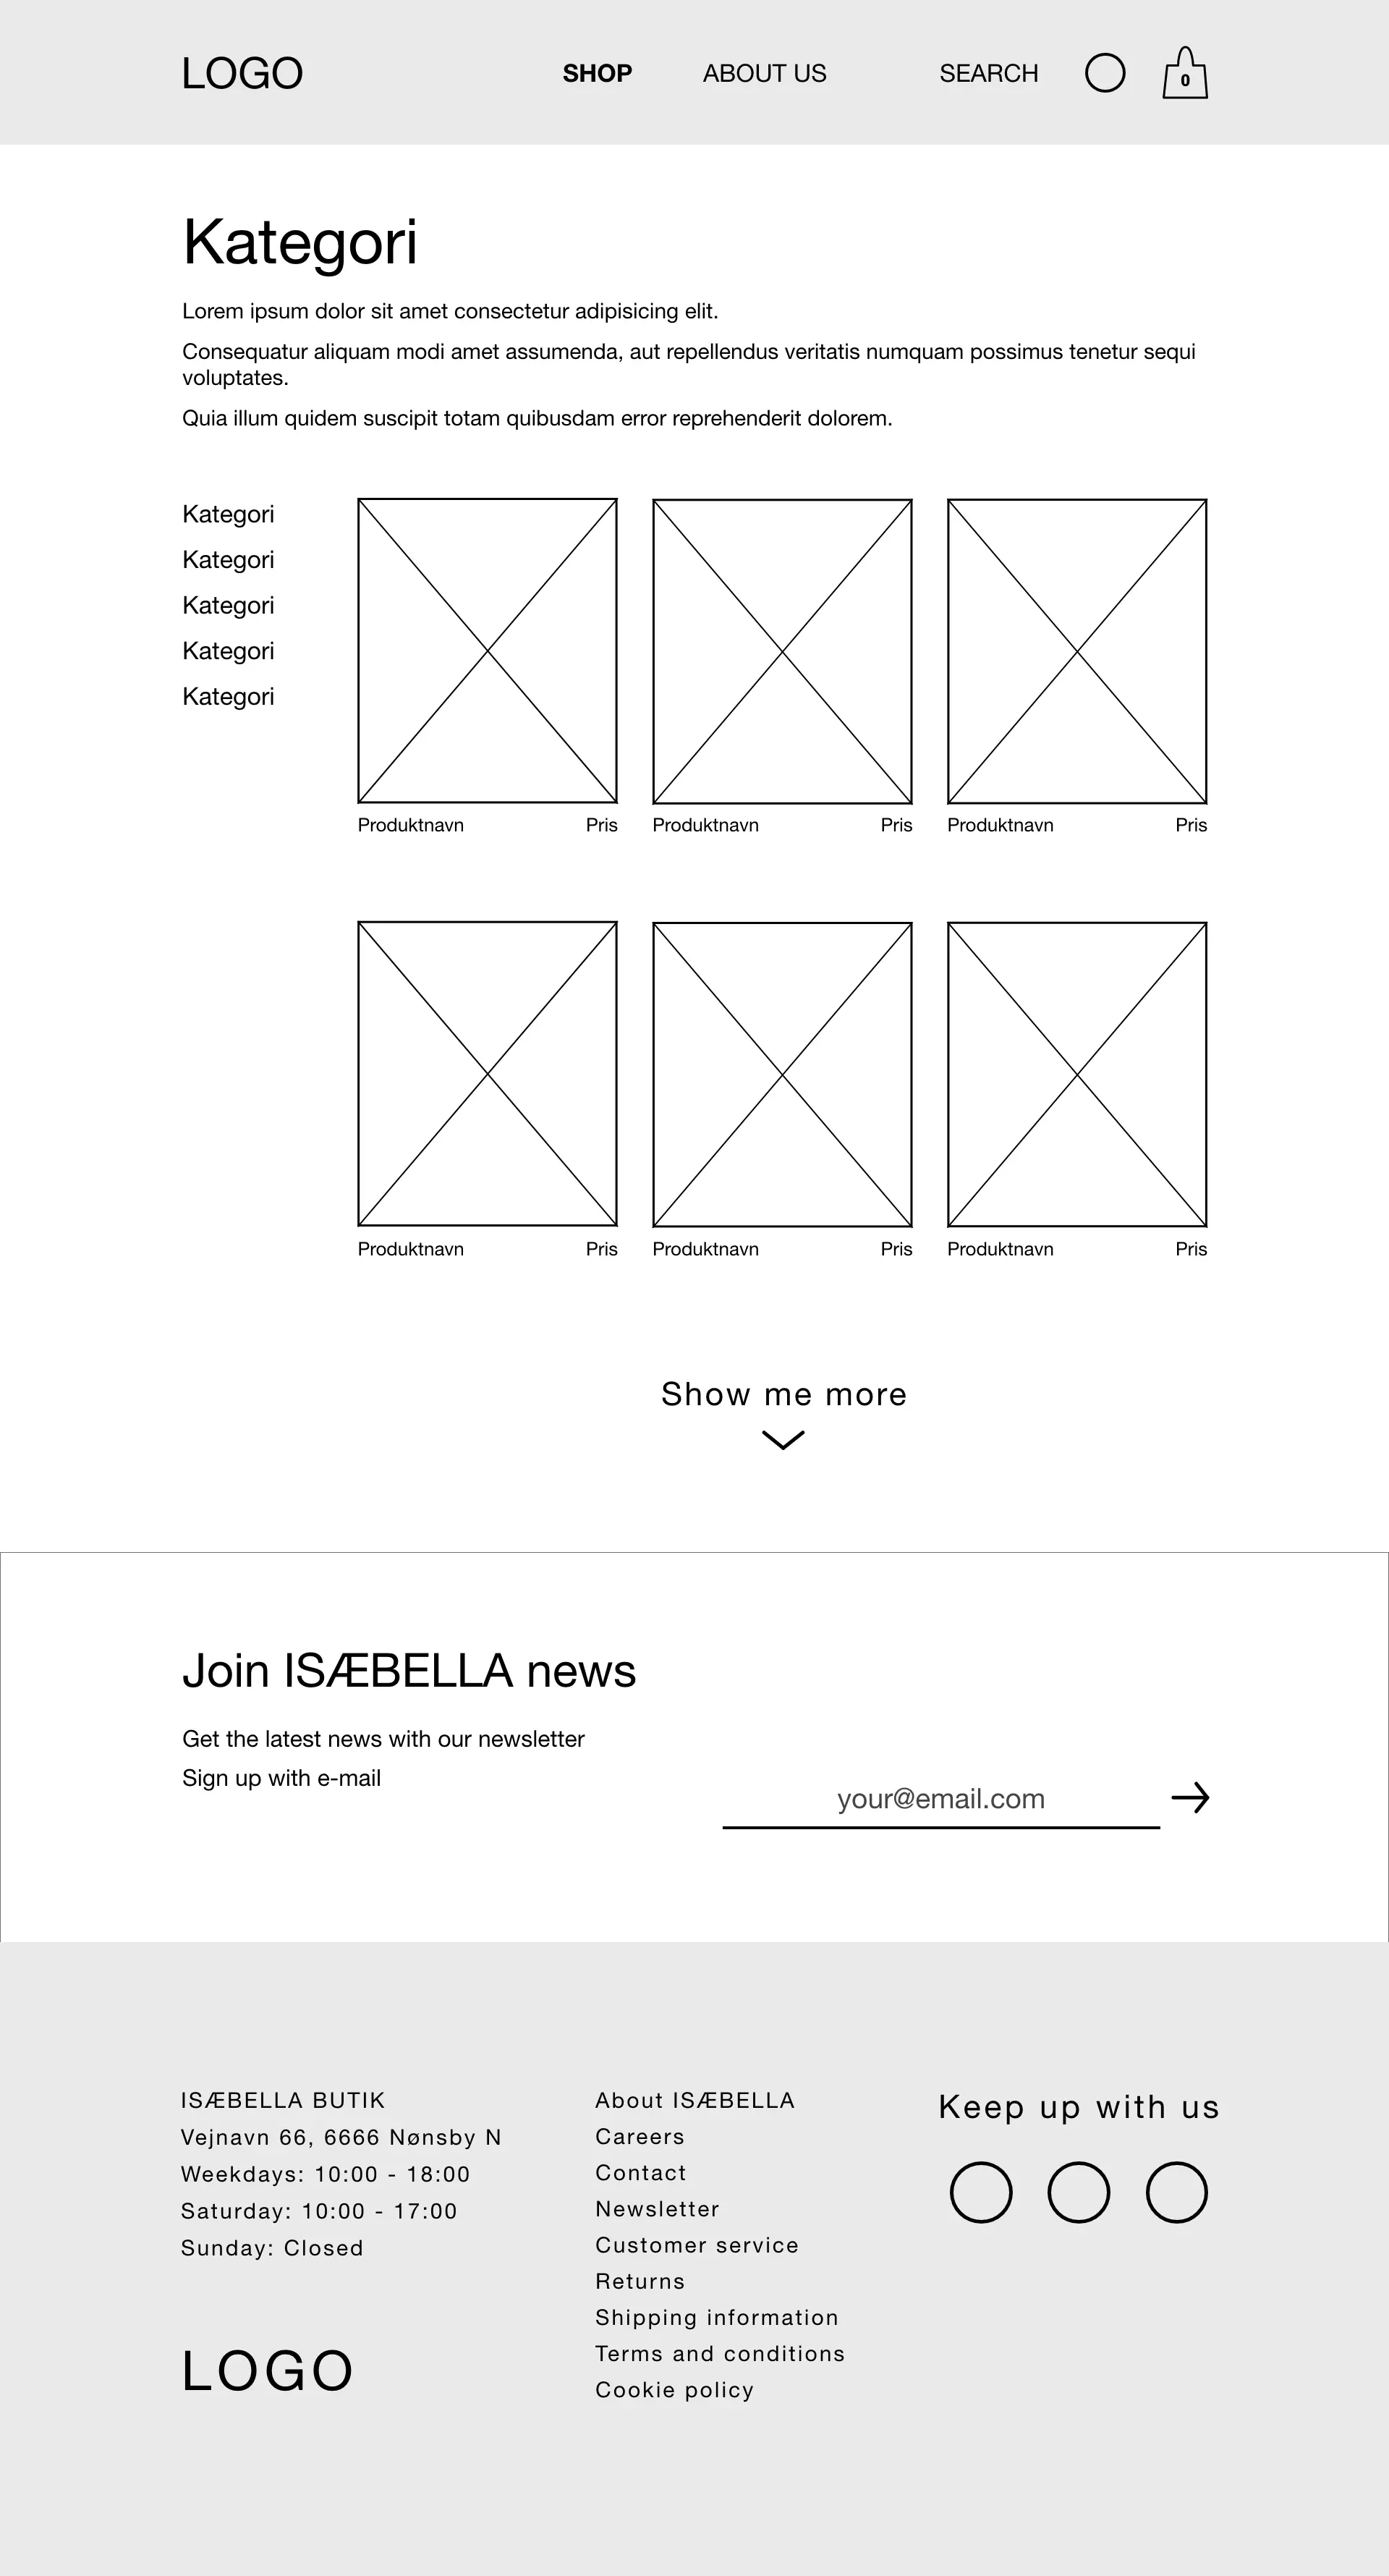 LOGO
SHOP
ABOUT US
SEARCH
0
Kategori
Lorem ipsum dolor sit amet consectetur adipisicing elit.
Consequatur aliquam modi amet assumenda, aut repellendus veritatis numquam possimus tenetur sequi
voluptates.
Quia illum quidem suscipit totam quibusdam error reprehenderit dolorem.
Kategori
Kategori
Kategori
Kategori
Kategori
Produktnavn Pris
Produktnavn Pris
Produktnavn Pris
Produktnavn Pris
Produktnavn Pris
Produktnavn Pris
Show me more
Join ISÆBELLA news
Get the latest news with our newsletter
Sign up with e-mail
your@email.com
ISÆBELLA BUTIK
Vejnavn 66, 6666 Nønsby N
Weekdays: 10:00 - 18:00
Saturday: 10:00 - 17:00
Sunday: Closed
LOGO
About ISÆBELLA
Careers
Contact
Newsletter
Customer service
Returns
Shipping information
Terms and conditions
Cookie policy
Keep up with us